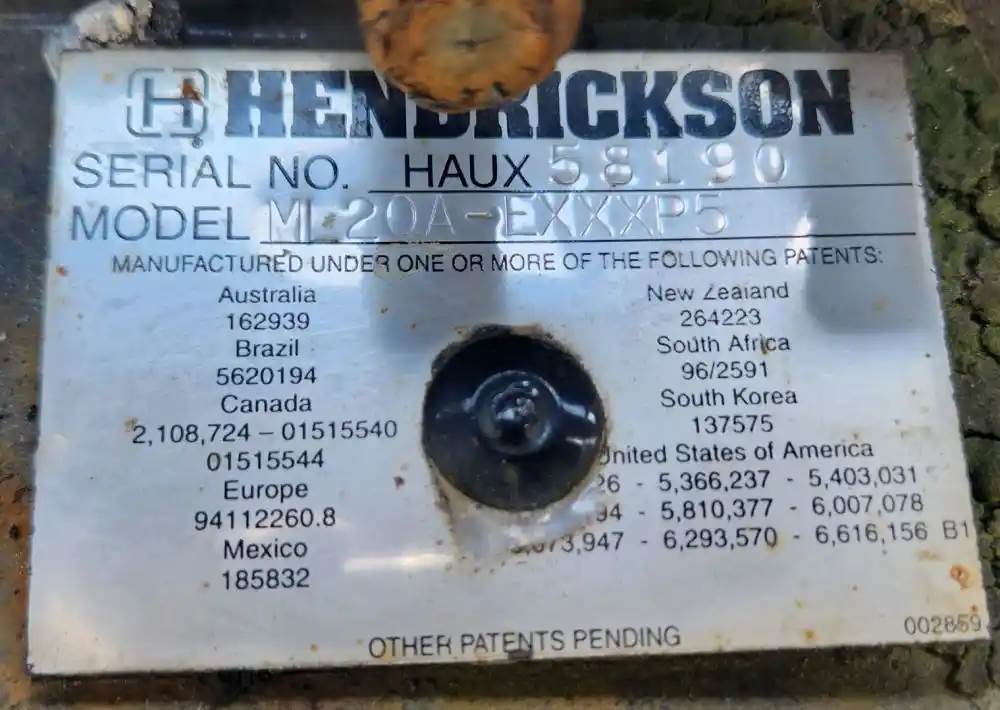 H HENDRICKSON
SERIAL NO. HAUX 58190
MODEL ML20A-EXXXP5
MANUFACTURED UNDER ONE OR MORE OF THE FOLLOWING PATENTS:
Australia
162939
Brazil
5620194
Canada
2,108,724 – 01515540
01515544
Europe
94112260.8
Mexico
185832
New Zealand
264223
South Africa
96/2591
South Korea
137575
United States of America
26 - 5,366,237 - 5,403,031
94 - 5,810,377 - 6,007,078
- 6,293,570 - 6,616,156 B1
OTHER PATENTS PENDING
002859